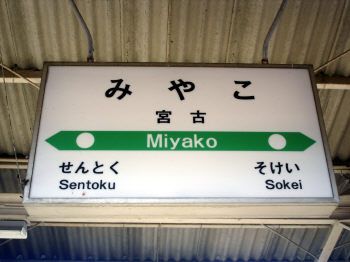 みやこ
宮古
Miyako
せんとく
Sentoku
そけい
Sokei